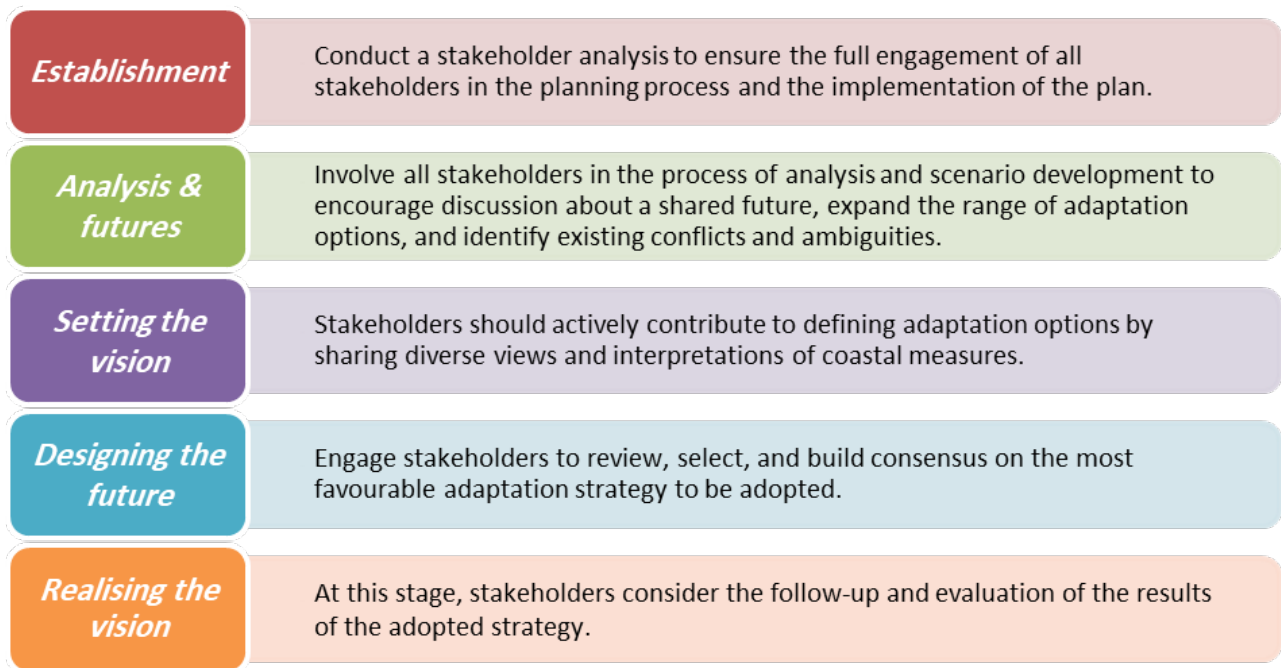 Establishment
Conduct a stakeholder analysis to ensure the full engagement of all
stakeholders in the planning process and the implementation of the plan.
Analysis &
futures
Involve all stakeholders in the process of analysis and scenario development to
encourage discussion about a shared future, expand the range of adaptation
options, and identify existing conflicts and ambiguities.
Setting the
vision
Stakeholders should actively contribute to defining adaptation options by
sharing diverse views and interpretations of coastal measures.
Designing the
future
Engage stakeholders to review, select, and build consensus on the most
favourable adaptation strategy to be adopted.
Realising the
vision
At this stage, stakeholders consider the follow-up and evaluation of the results
of the adopted strategy.